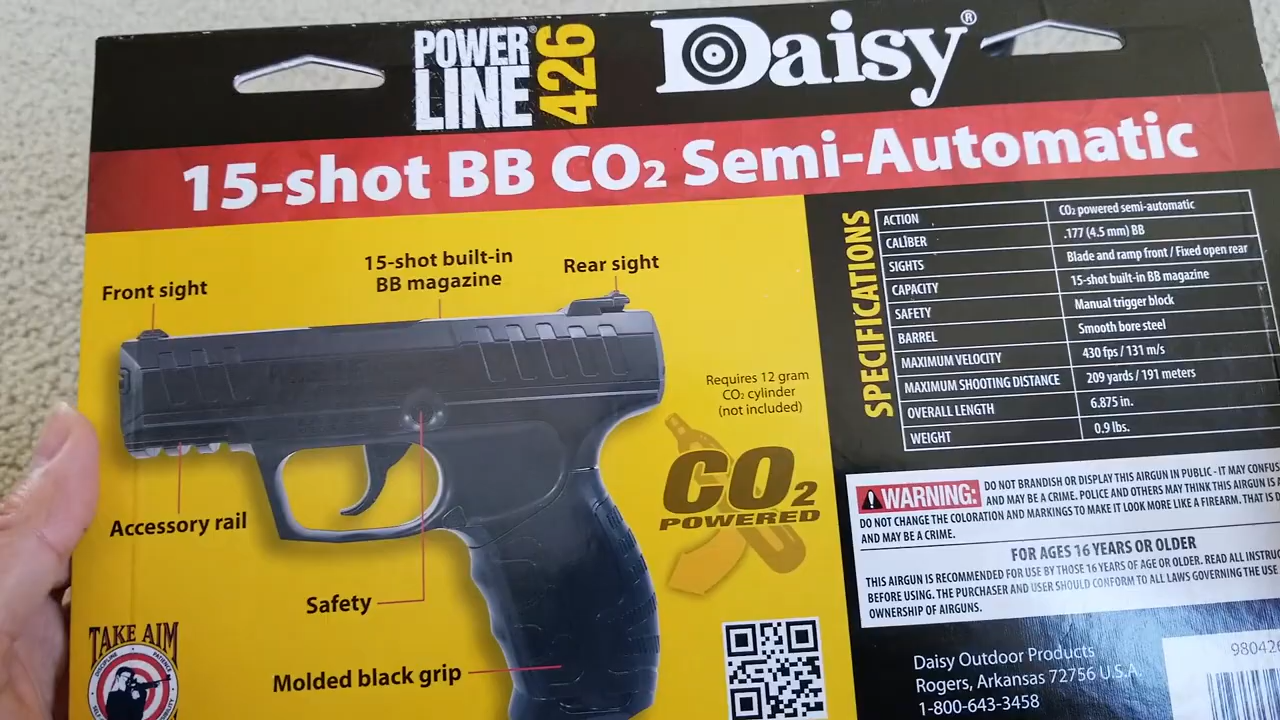 POWER LINE 426
Daisy®
15-shot BB CO2 Semi-Automatic
Front sight
15-shot built-in
BB magazine
Rear sight
Requires 12 gram
CO2 cylinder
(not included)
CO2
POWERED
Accessory rail
Safety
Molded black grip
TAKE AIM
SPECIFICATIONS
ACTION CO2 powered semi-automatic
CALIBER .177 (4.5 mm) BB
SIGHTS Blade and ramp front / Fixed open rear
CAPACITY 15-shot built-in BB magazine
SAFETY Manual trigger block
BARREL Smooth bore steel
MAXIMUM VELOCITY 430 fps / 131 m/s
MAXIMUM SHOOTING DISTANCE 209 yards / 191 meters
OVERALL LENGTH 6.875 in.
WEIGHT 0.9 lbs.
WARNING: DO NOT BRANDISH OR DISPLAY THIS AIRGUN IN PUBLIC - IT MAY CONFUS
AND MAY BE A CRIME. POLICE AND OTHERS MAY THINK THIS AIRGUN IS A
DO NOT CHANGE THE COLORATION AND MARKINGS TO MAKE IT LOOK MORE LIKE A FIREARM. THAT IS D
AND MAY BE A CRIME.
FOR AGES 16 YEARS OR OLDER
THIS AIRGUN IS RECOMMENDED FOR USE BY THOSE 16 YEARS OF AGE OR OLDER. READ ALL INSTRU
BEFORE USING. THE PURCHASER AND USER SHOULD CONFORM TO ALL LAWS GOVERNING THE USE
OWNERSHIP OF AIRGUNS.
Daisy Outdoor Products
Rogers, Arkansas 72756 U.S.A.
1-800-643-3458
980426